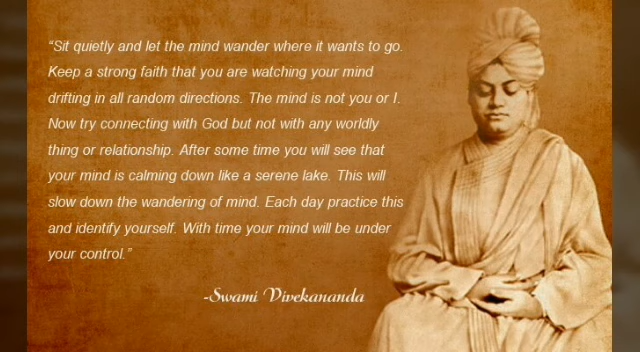 “Sit quietly and let the mind wander where it wants to go.
Keep a strong faith that you are watching your mind
drifting in all random directions. The mind is not you or I.
Now try connecting with God but not with any worldly
thing or relationship. After some time you will see that
your mind is calming down like a serene lake. This will
slow down the wandering of mind. Each day practice this
and identify yourself. With time your mind will be under
your control.”
-Swami Vivekananda